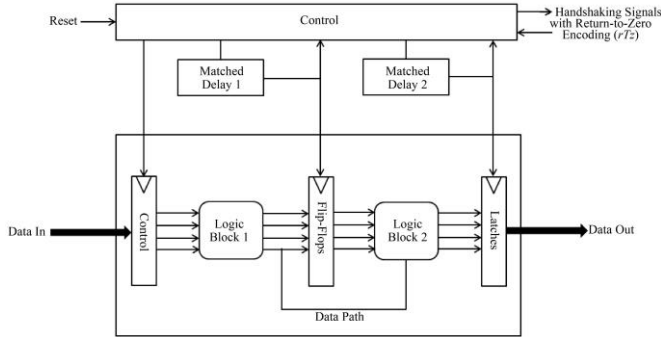 Reset
Control
Handshaking Signals
with Return-to-Zero
Encoding (rTz)
Matched
Delay 1
Matched
Delay 2
Data In
Control
Logic
Block 1
Flip-Flops
Logic
Block 2
Latches
Data Out
Data Path